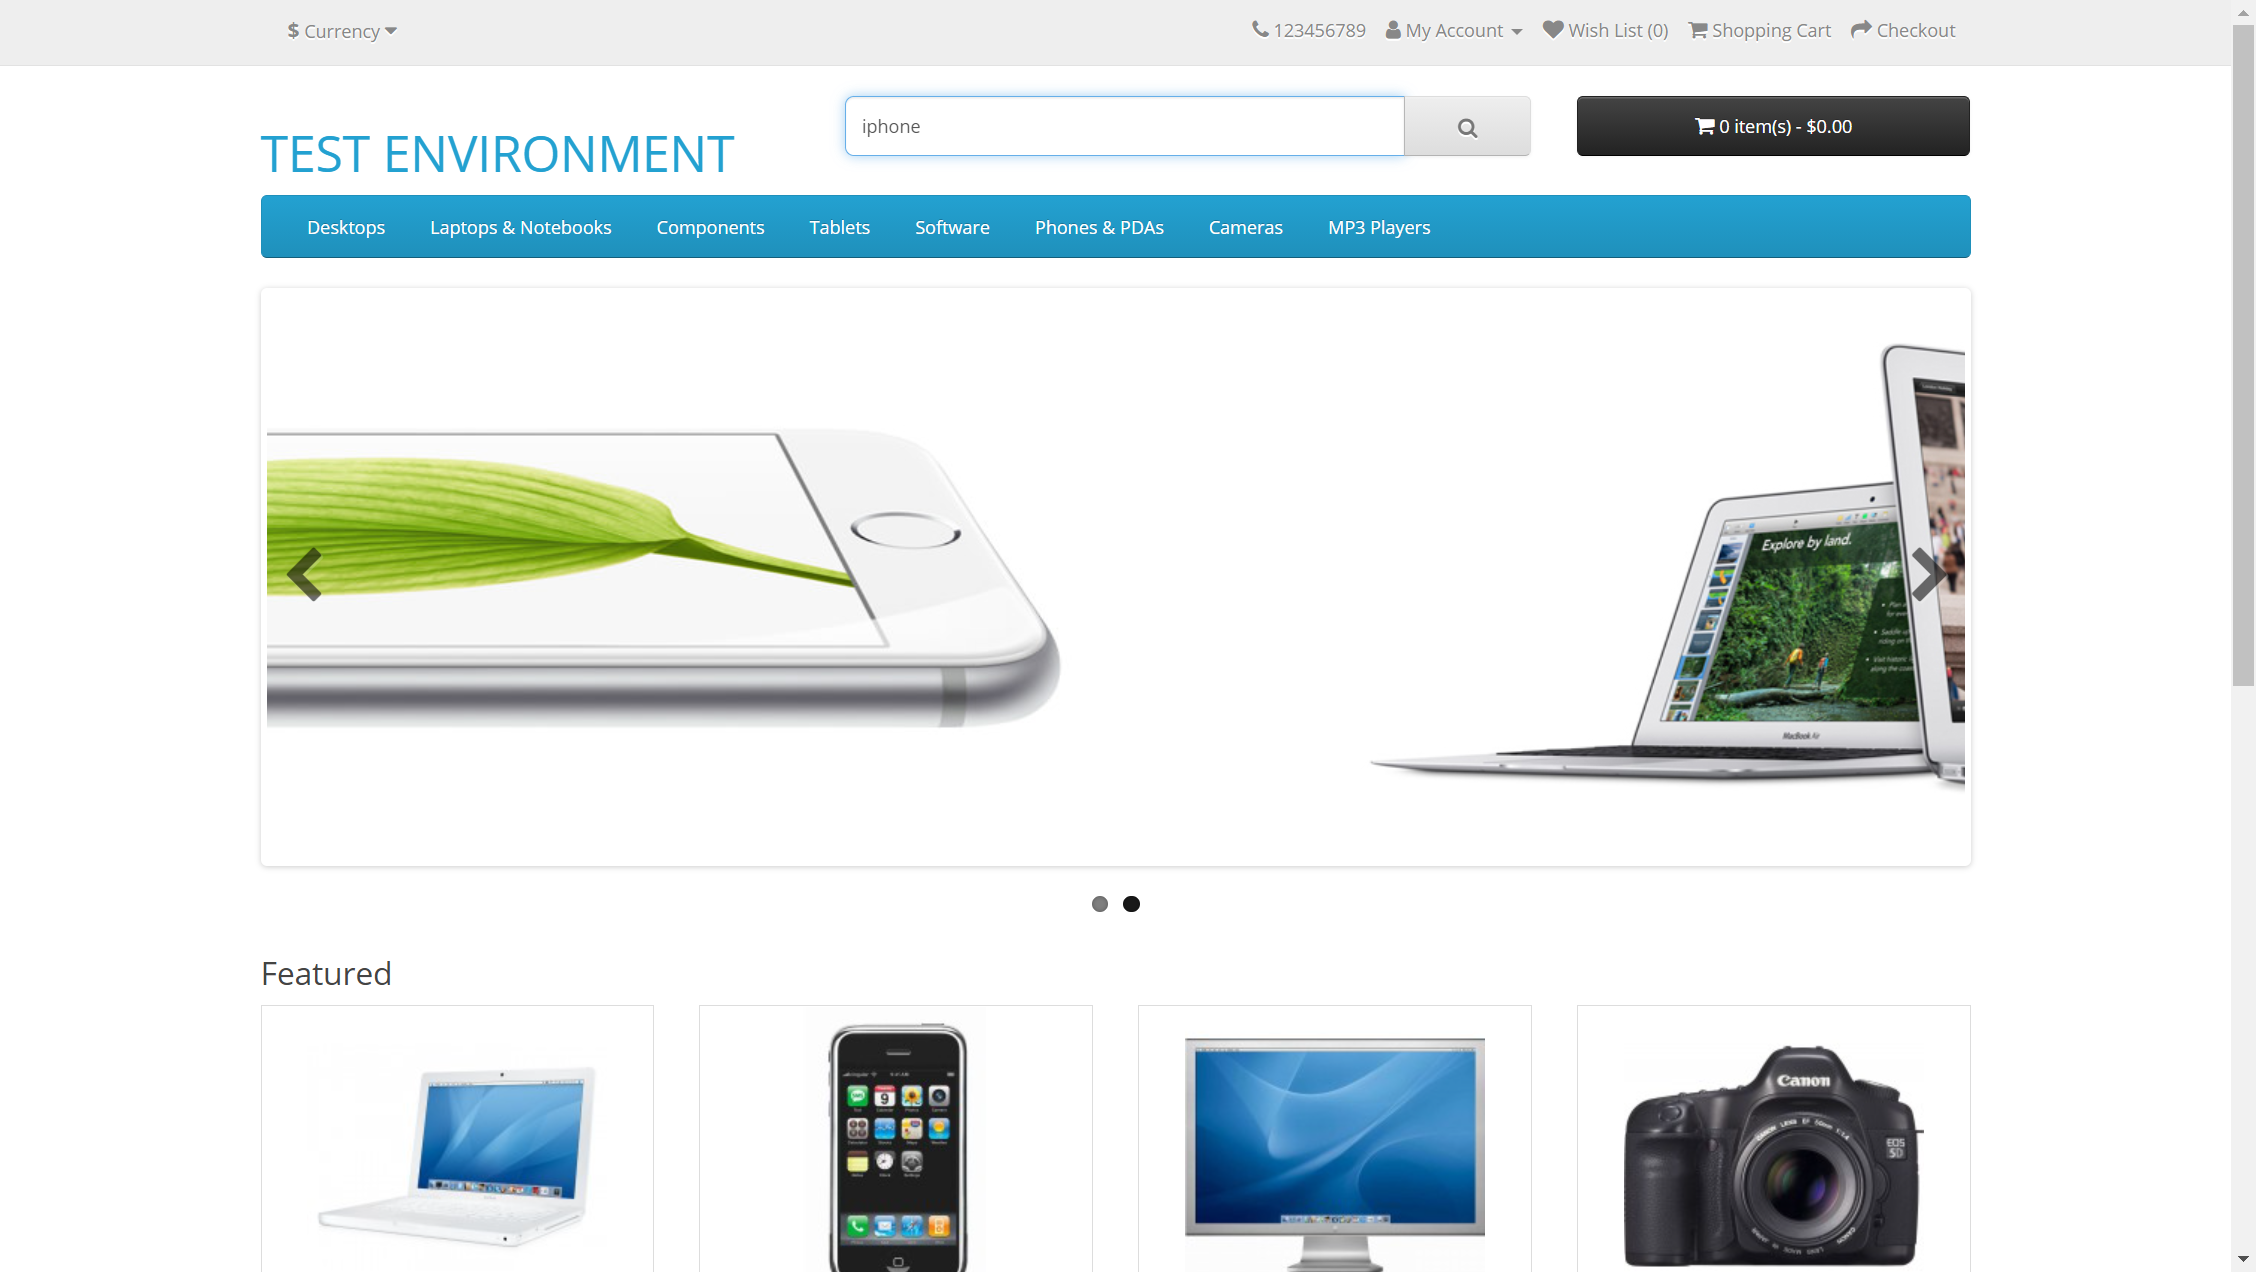 $ Currency
123456789 My Account Wish List (0) Shopping Cart Checkout
TEST ENVIRONMENT
iphone
0 item(s) - $0.00
Desktops Laptops & Notebooks Components Tablets Software Phones & PDAs Cameras MP3 Players
Explore by land.
MacBook Air
Featured
Canon
EOS
5D